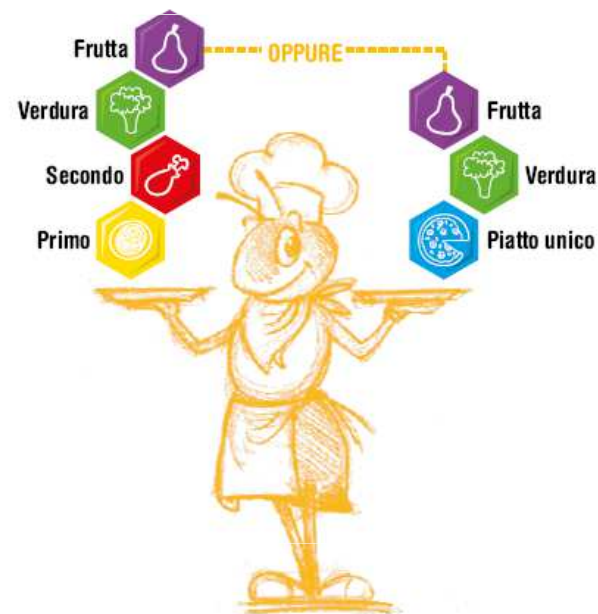 Frutta
OPPURE
Verdura
Secondo
Primo
Frutta
Verdura
Piatto unico